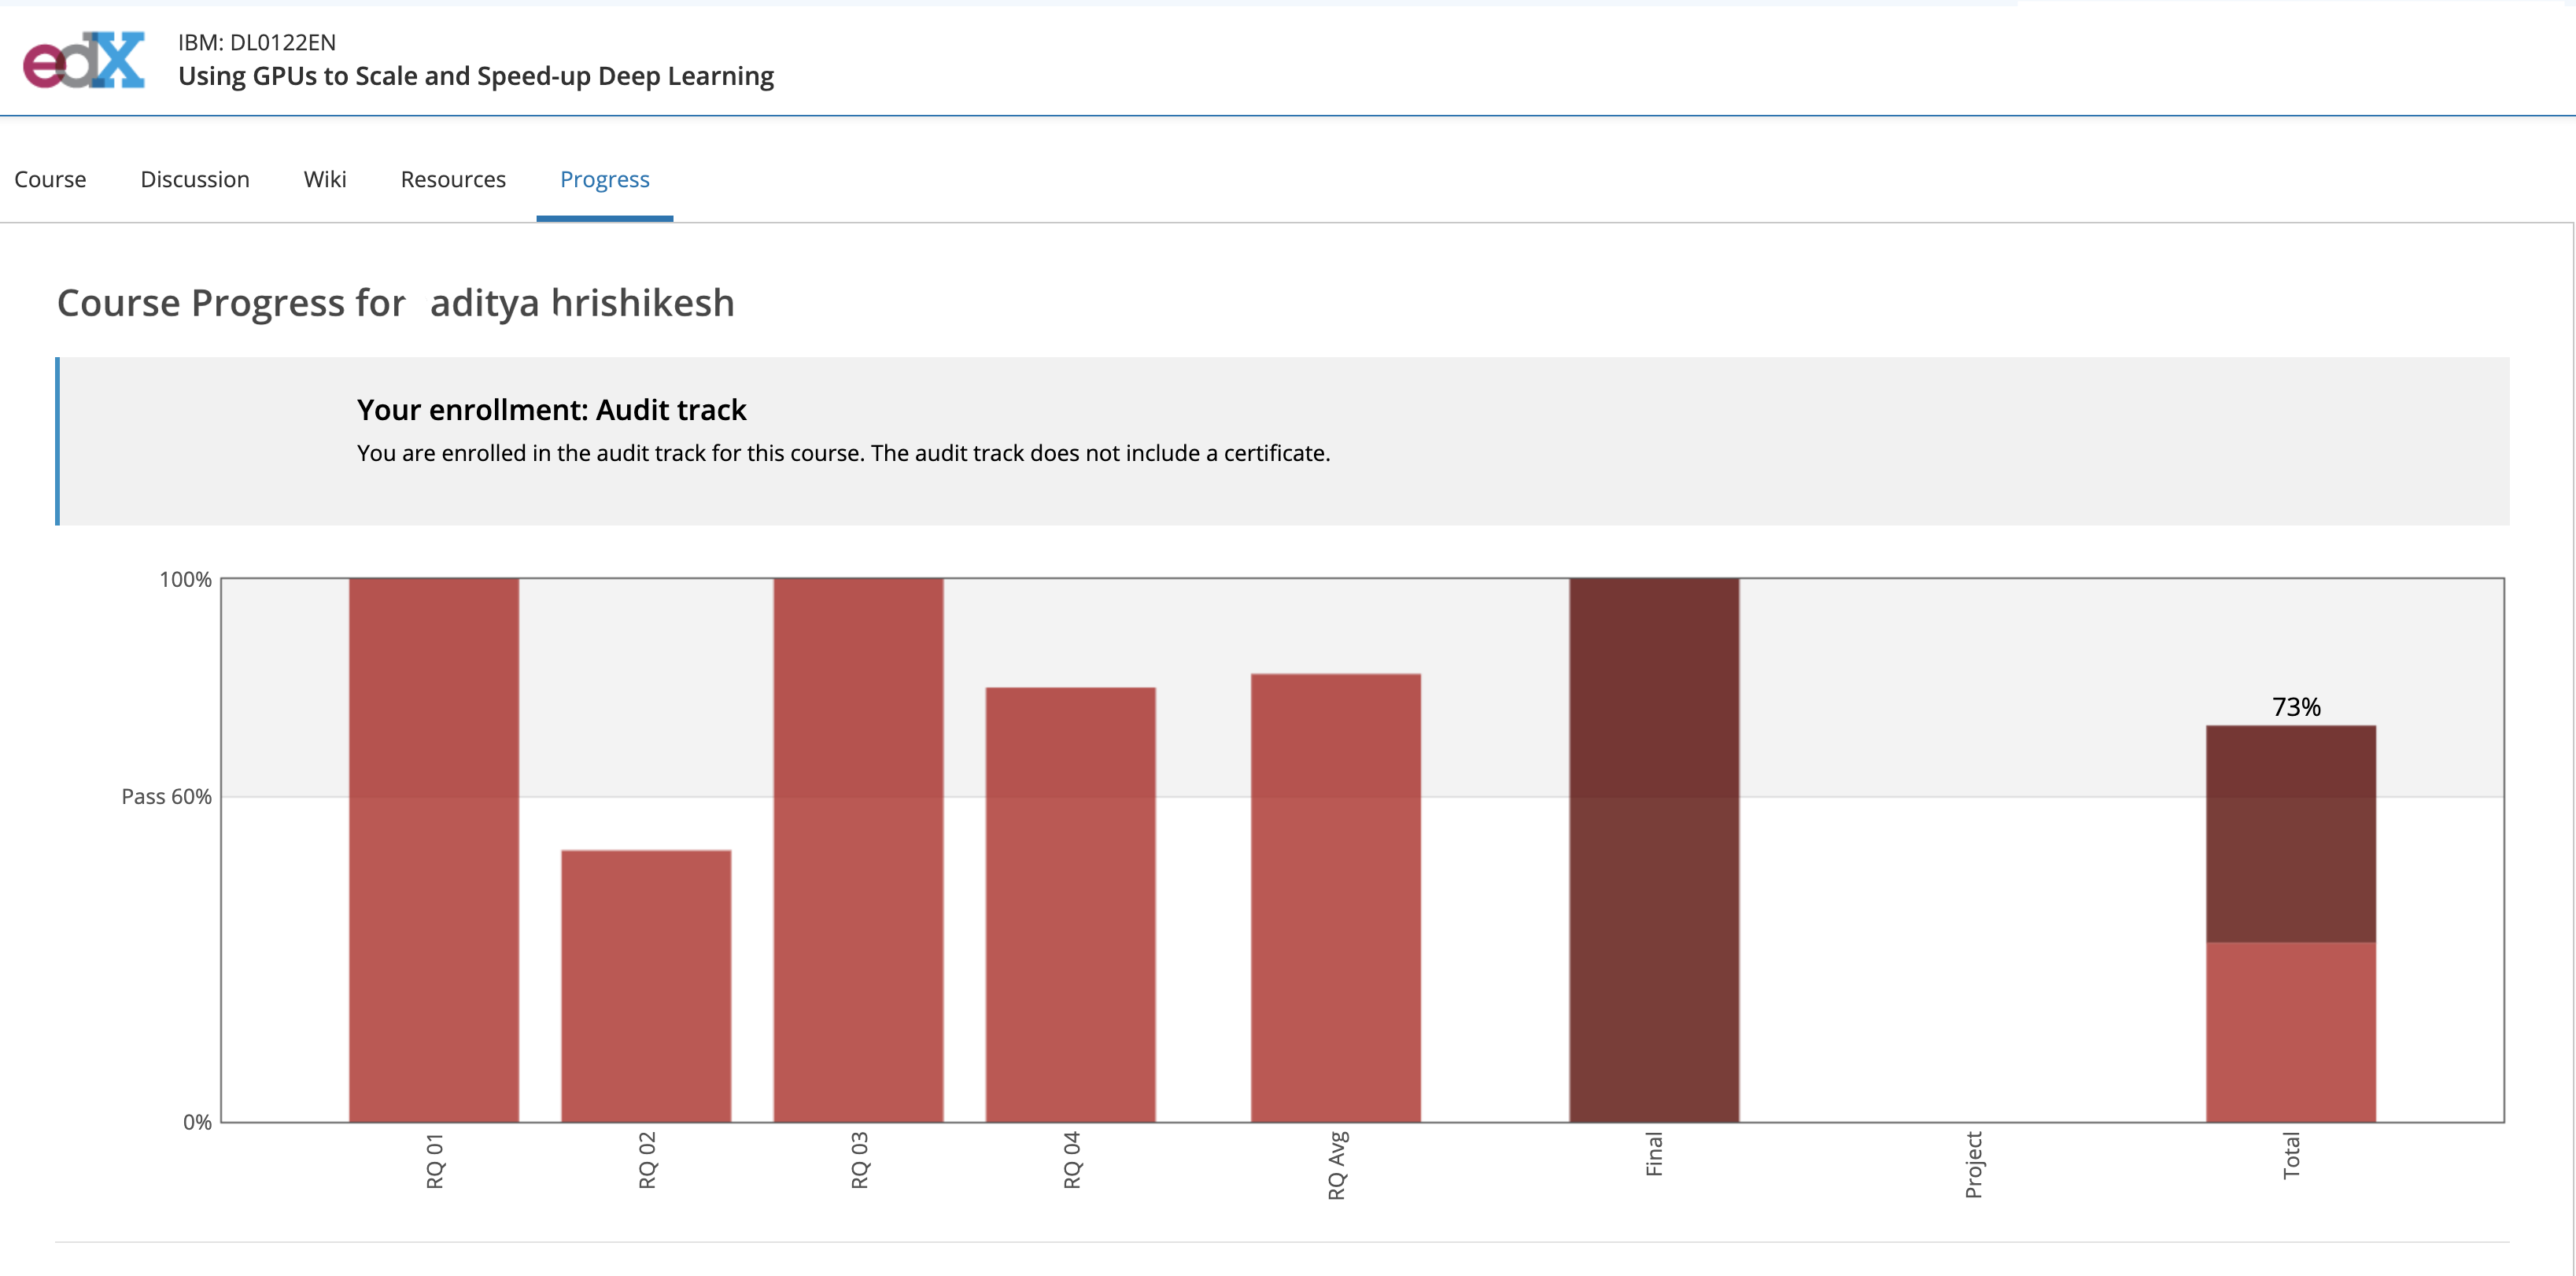 edX
IBM: DL0122EN
Using GPUs to Scale and Speed-up Deep Learning
Course Discussion Wiki Resources Progress
Course Progress for aditya hrishikesh
Your enrollment: Audit track
You are enrolled in the audit track for this course. The audit track does not include a certificate.
100%
73%
Pass 60%
0%
RQ 01 RQ 02 RQ 03 RQ 04 RQ Avg Final Project Total